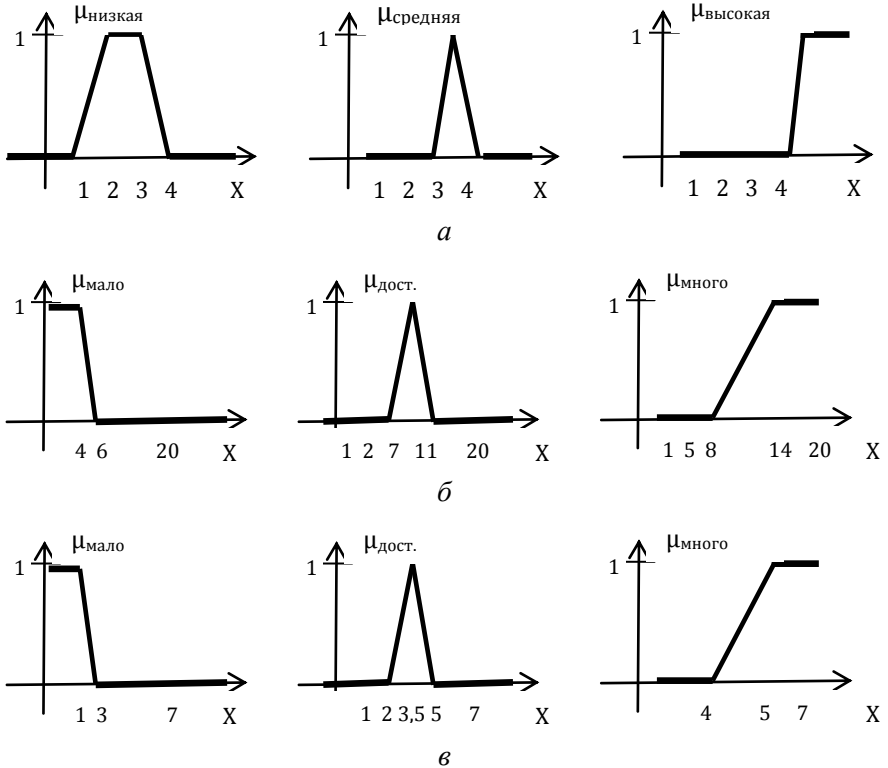 μнизкая μсредняя μвысокая
1 1 1
1 2 3 4 X 1 2 3 4 X 1 2 3 4 X
а
μмало μдост. μмного
1 1 1
4 6 20 X 1 2 7 11 20 X 1 5 8 14 20 X
б
μмало μдост. μмного
1 1 1
1 3 7 X 1 2 3,5 5 7 X 4 5 7 X
в